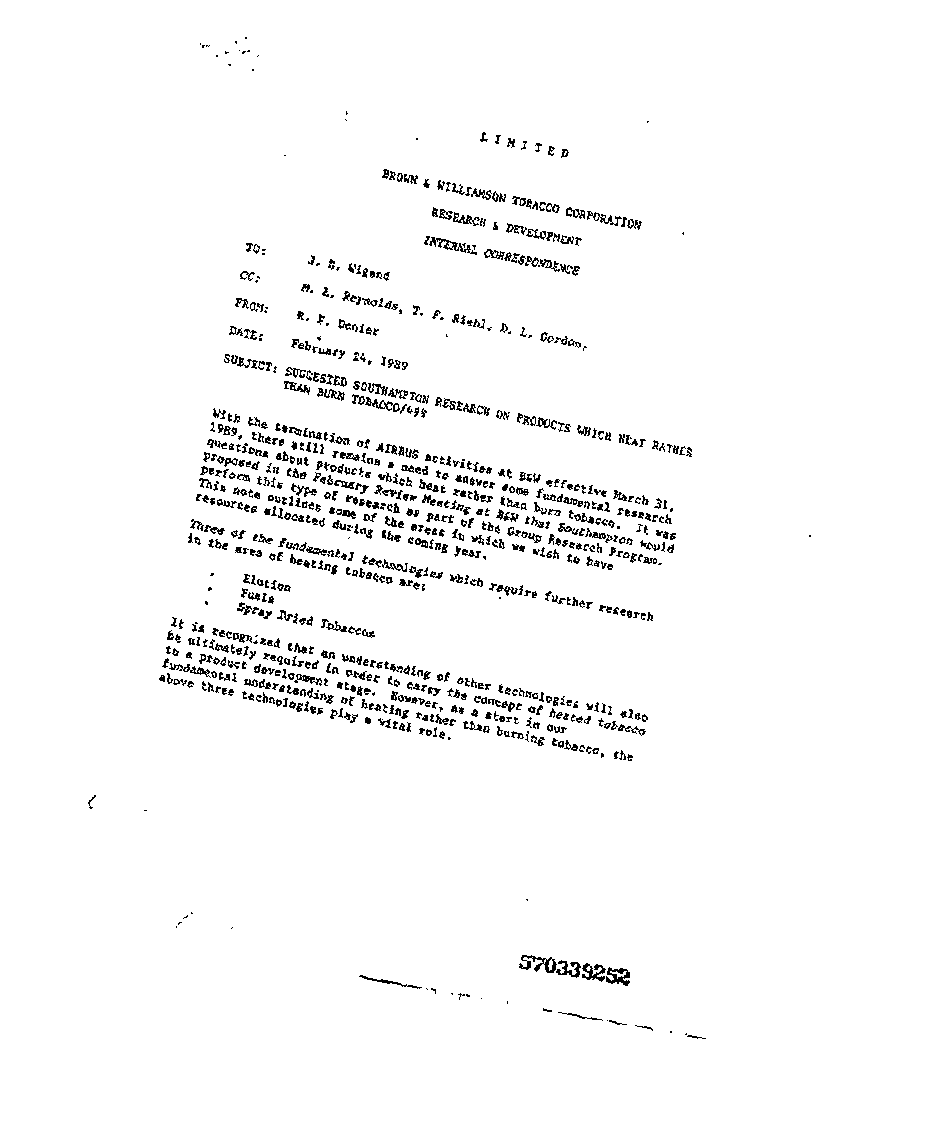 LIMITED
BROWN & WILLIAMSON TOBACCO CORPORATION
RESEARCH & DEVELOPMENT
INTERNAL CORRESPONDENCE
TO: J. S. Wigand
CC: M. L. Reynolds, T. F. Riehl, D. L. Gordon,
FROM: R. F. Denier
DATE: February 24, 1989
SUBJECT: SUGGESTED SOUTHAMPTON RESEARCH ON PRODUCTS WHICH HEAT RATHER
THAN BURN TOBACCO/699
With the termination of AIRBUS activities at B&W effective March 31,
1989, there still remains a need to answer some fundamental research
questions about products which heat rather than burn tobacco. It was
proposed in the February Review Meeting at B&W that Southampton would
perform this type of research as part of the Group Research Program.
This note outlines some of the areas in which we wish to have
resources allocated during the coming year.
Three of the fundamental technologies which require further research
in the area of heating tobacco are:
Elution
Fuels
Spray Dried Tobaccos
It is recognized that an understanding of other technologies will also
be ultimately required in order to carry the concept of heated tobacco
to a product development stage. However, as a start in our
fundamental understanding of heating rather than burning tobacco, the
above three technologies play a vital role.
570339252